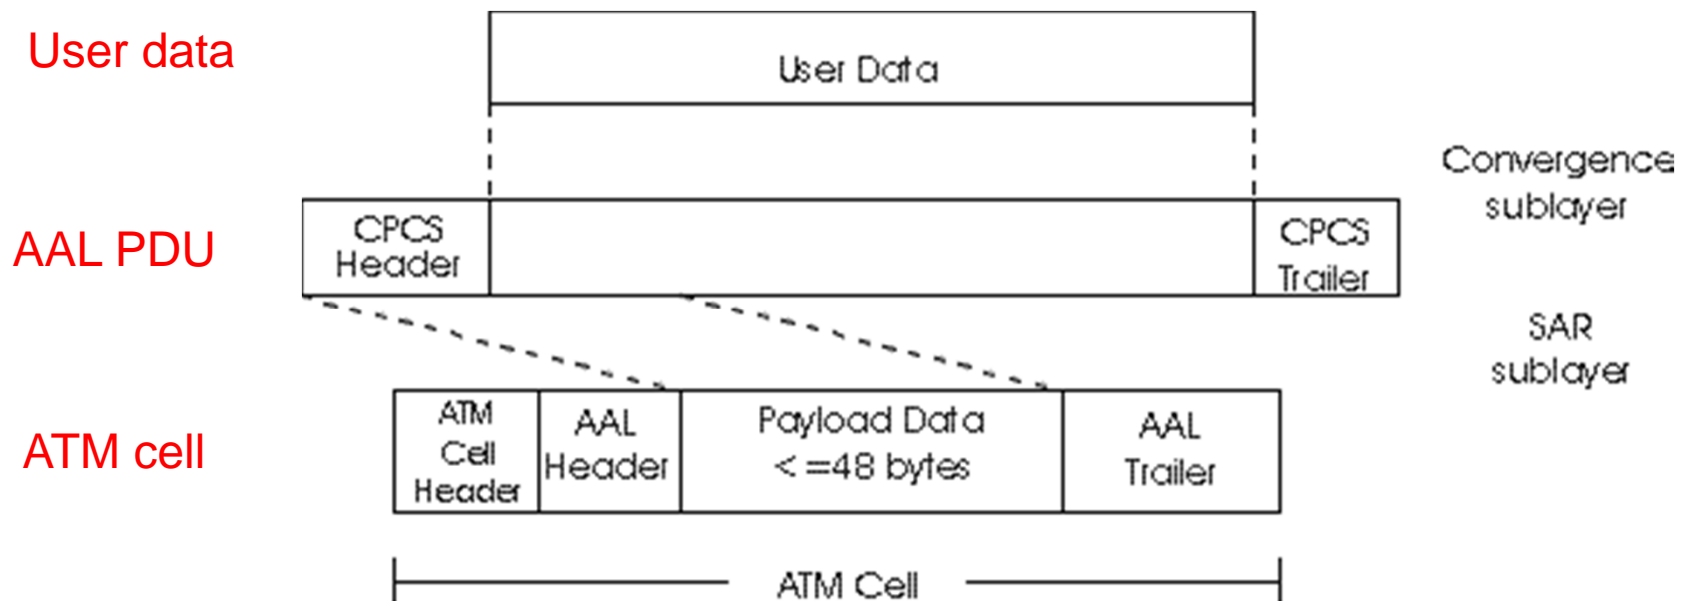 User data
User Data
Convergence
sublayer
AAL PDU
CPCS
Header
CPCS
Trailer
SAR
sublayer
ATM cell
ATM
Cell
Header
AAL
Header
Payload Data
<=48 bytes
AAL
Trailer
ATM Cell